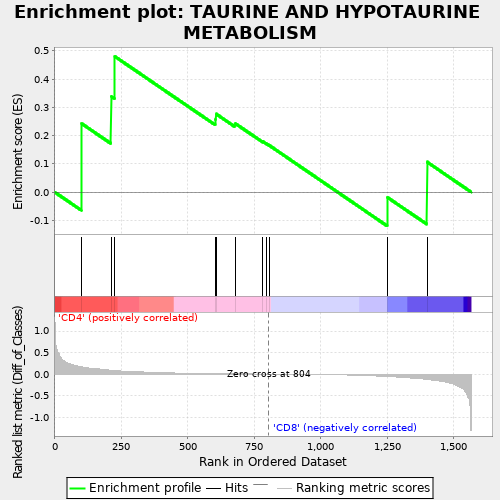 Enrichment plot: TAURINE AND HYPOTAURINE
METABOLISM
Enrichment score (ES)
0.5
0.4
0.3
0.2
0.1
0.0
-0.1
'CD4' (positively correlated)
Ranked list metric (Diff_of_Classes)
1.0
0.5
0.0
-0.5
-1.0
Zero cross at 804
'CD8' (negatively correlated)
0 250 500 750 1,000 1,250 1,500
Rank in Ordered Dataset
Enrichment profile Hits Ranking metric scores